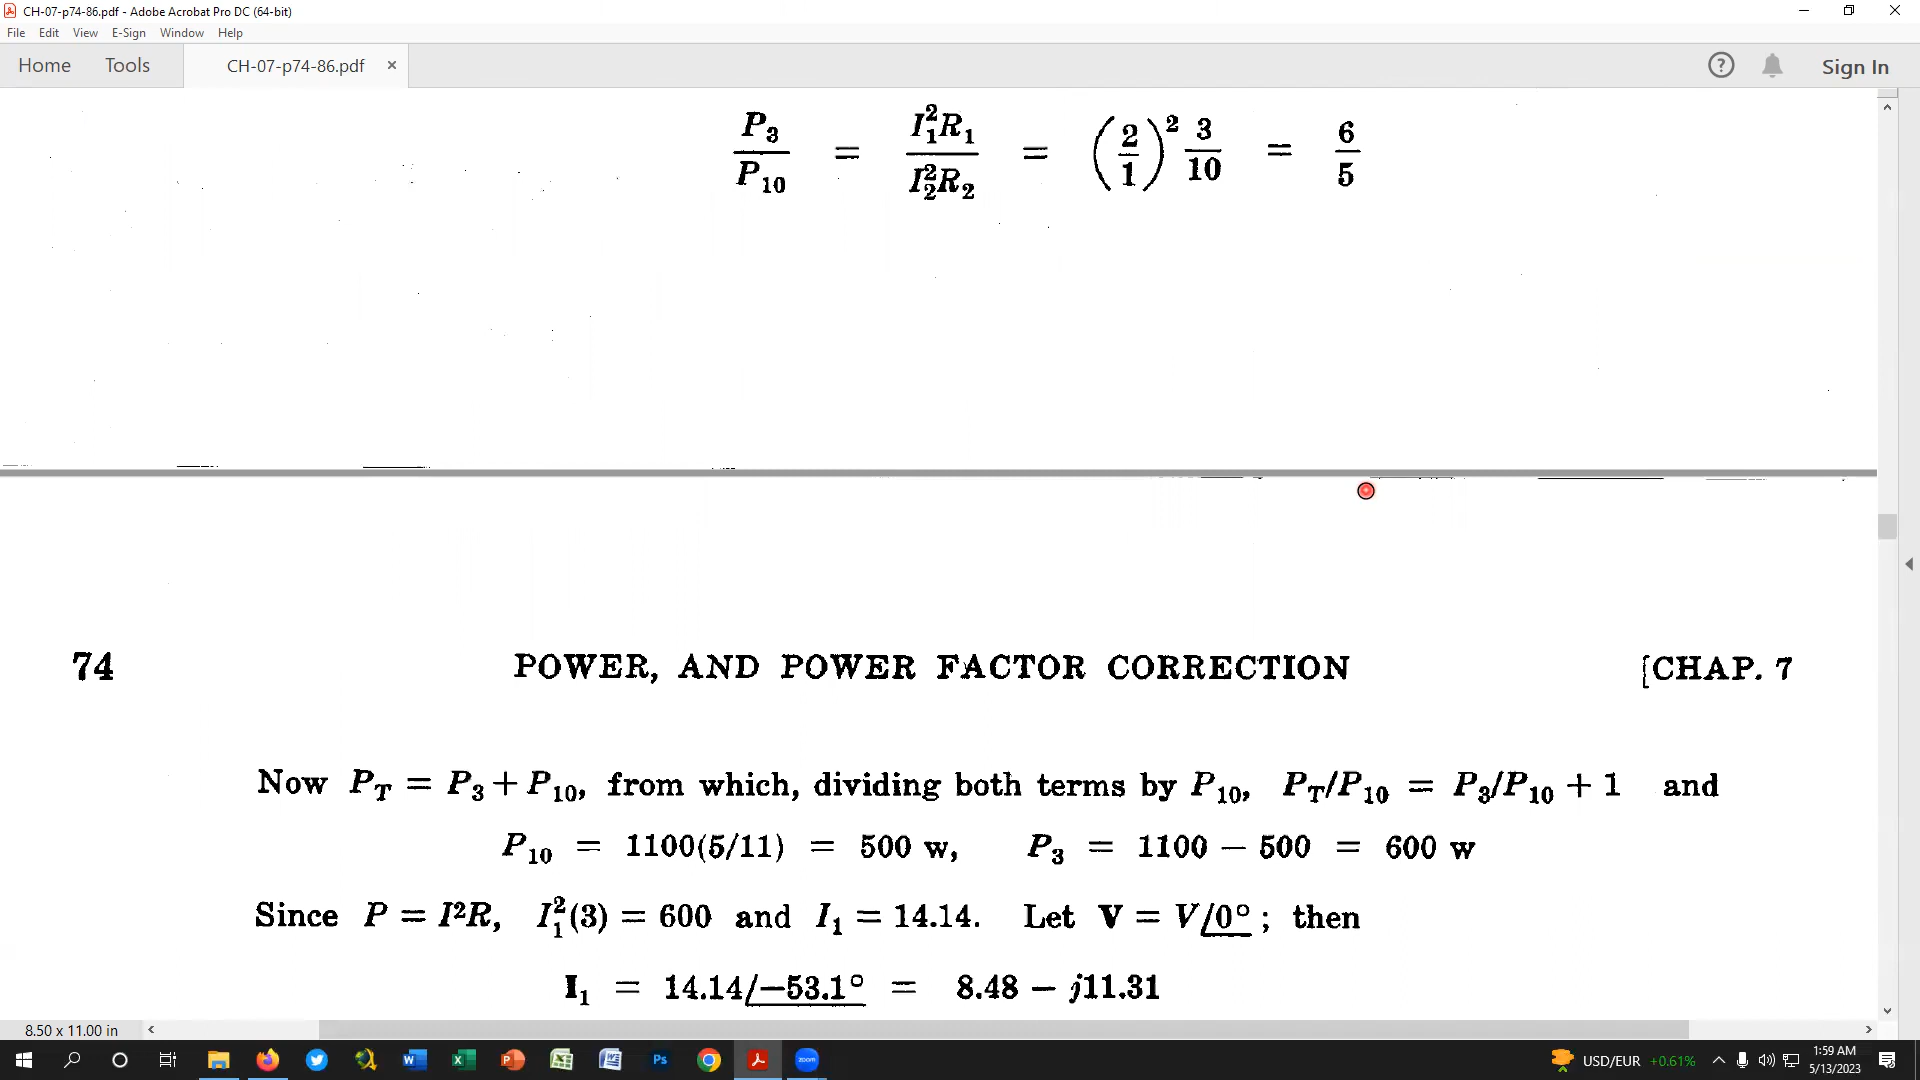 CH-07-p74-86.pdf - Adobe Acrobat Pro DC (64-bit)
File Edit View E-Sign Window Help
Home Tools CH-07-p74-86.pdf × Sign In
P₃/P₁₀ = I₁²R₁/I₂²R₂ = (2/1)² 3/10 = 6/5
74 POWER, AND POWER FACTOR CORRECTION [CHAP. 7
Now P_T = P₃ + P₁₀, from which, dividing both terms by P₁₀, P_T/P₁₀ = P₃/P₁₀ + 1 and
P₁₀ = 1100(5/11) = 500 w, P₃ = 1100 − 500 = 600 w
Since P = I²R, I₁²(3) = 600 and I₁ = 14.14. Let V = V/0° ; then
I₁ = 14.14/−53.1° = 8.48 − j11.31
8.50 x 11.00 in
USD/EUR +0.61% 1:59 AM
5/13/2023
zoom